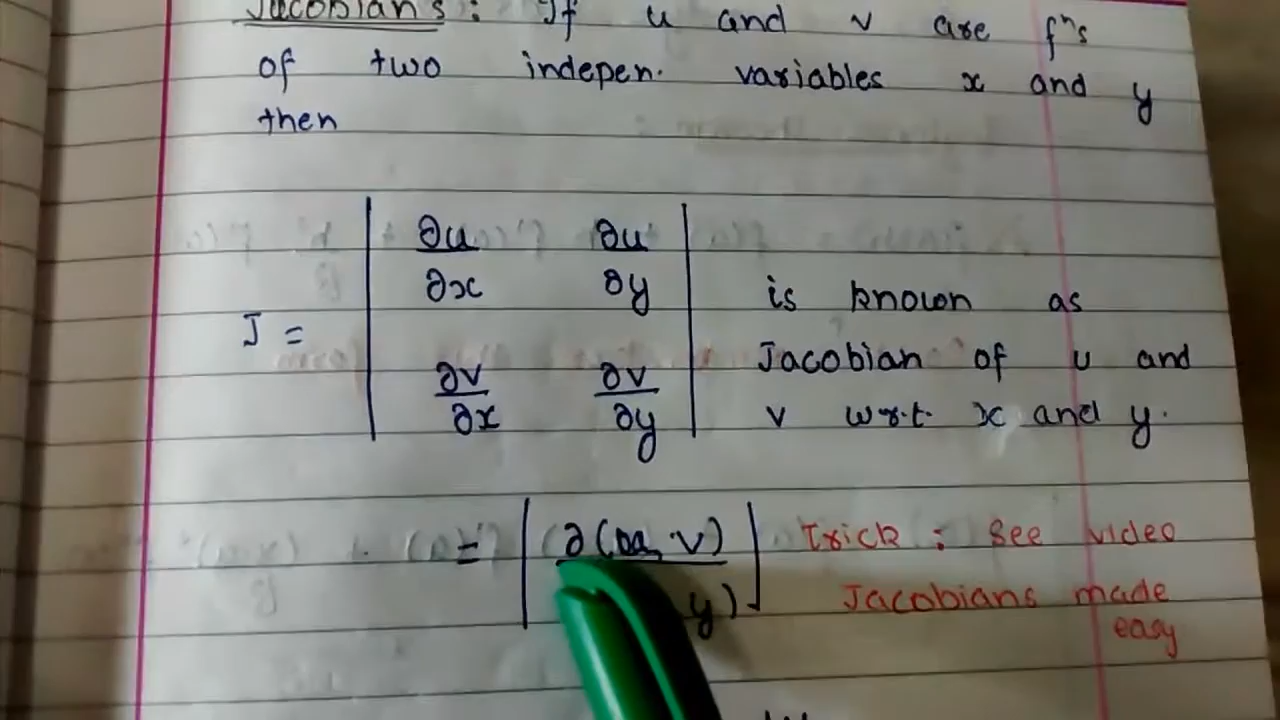 Jacobians : If u and v are fⁿs
of two indepen. variables x and y
then
J = | ∂u/∂x ∂u/∂y |
| ∂v/∂x ∂v/∂y |
is known as
Jacobian of u and
v w.r.t. x and y.
= | ∂(u, v)
y) |
Trick : See video
Jacobians made
easy